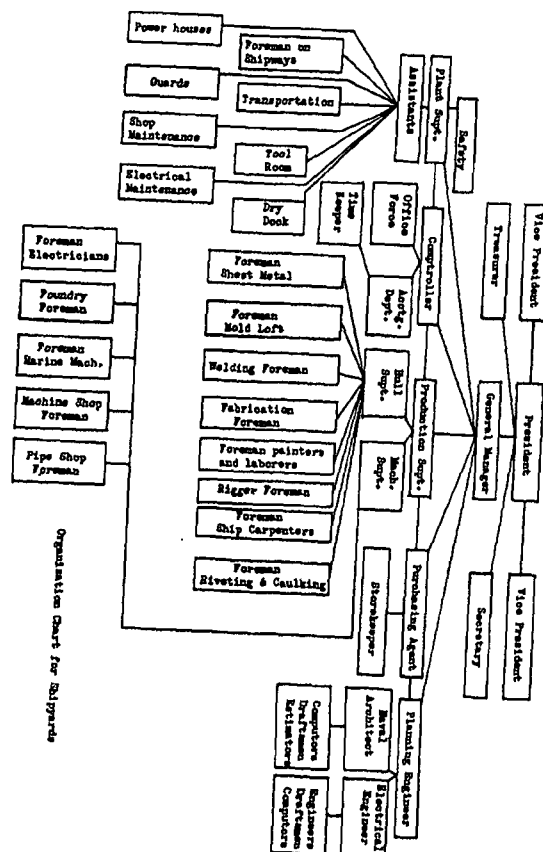 Vice President
President
Vice President
Treasurer
Secretary
General Manager
Safety
Plant Supt.
Comptroller
Production Supt.
Purchasing Agent
Planning Engineer
Assistants
Office
Force
Acctg.
Dept.
Time
Keeper
Hull
Supt.
Mach.
Supt.
Storekeeper
Naval
Architect
Electrical
Engineer
Computors
Draftsmen
Estimators
Engineers
Draftsmen
Computors
Power houses
Foreman on
Shipways
Guards
Transportation
Shop
Maintenance
Tool
Room
Electrical
Maintenance
Dry
Dock
Foreman
Sheet Metal
Foreman
Mold Loft
Welding Foreman
Fabrication
Foreman
Foreman painters
and laborers
Rigger Foreman
Foreman
Ship Carpenters
Foreman
Riveting & Caulking
Foreman
Electricians
Foundry
Foreman
Foreman
Marine Mach.
Machine Shop
Foreman
Pipe Shop
Foreman
Organization Chart for Shipyards